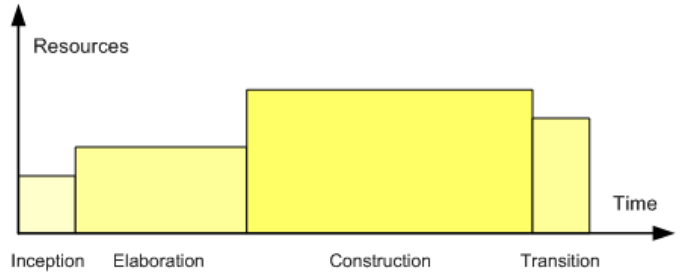 Resources
Time
Inception Elaboration Construction Transition